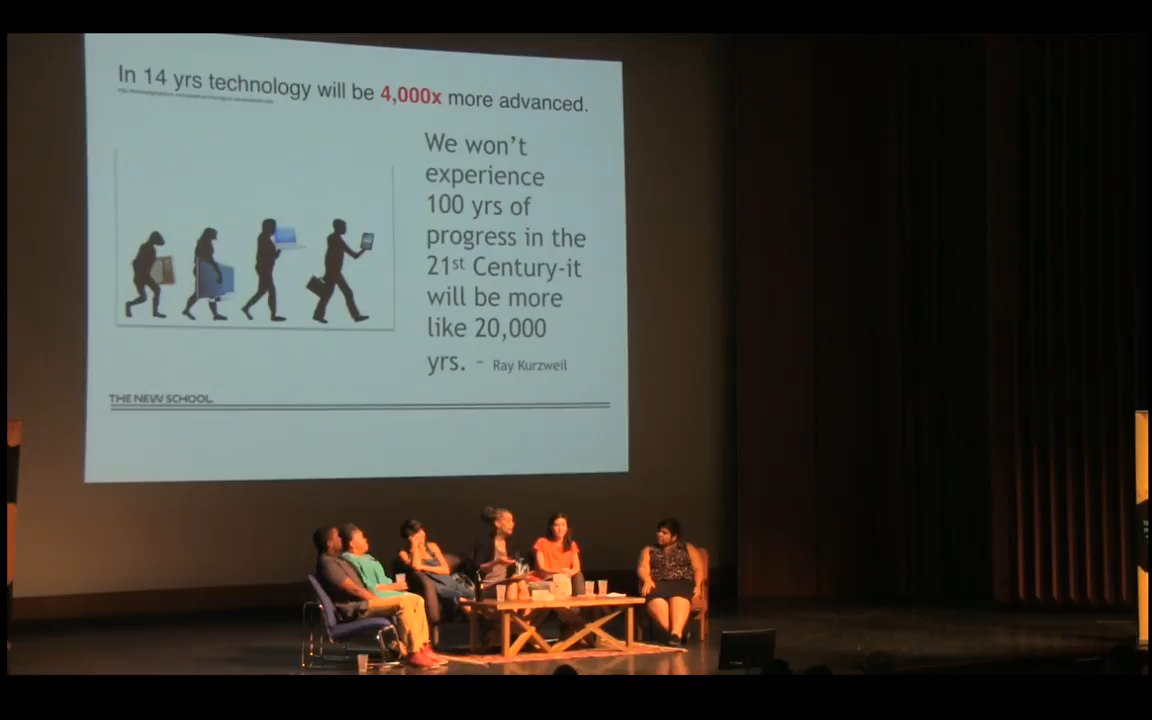 In 14 yrs technology will be 4,000x more advanced.
We won't
experience
100 yrs of
progress in the
21st Century-it
will be more
like 20,000
yrs. – Ray Kurzweil
THE NEW SCHOOL